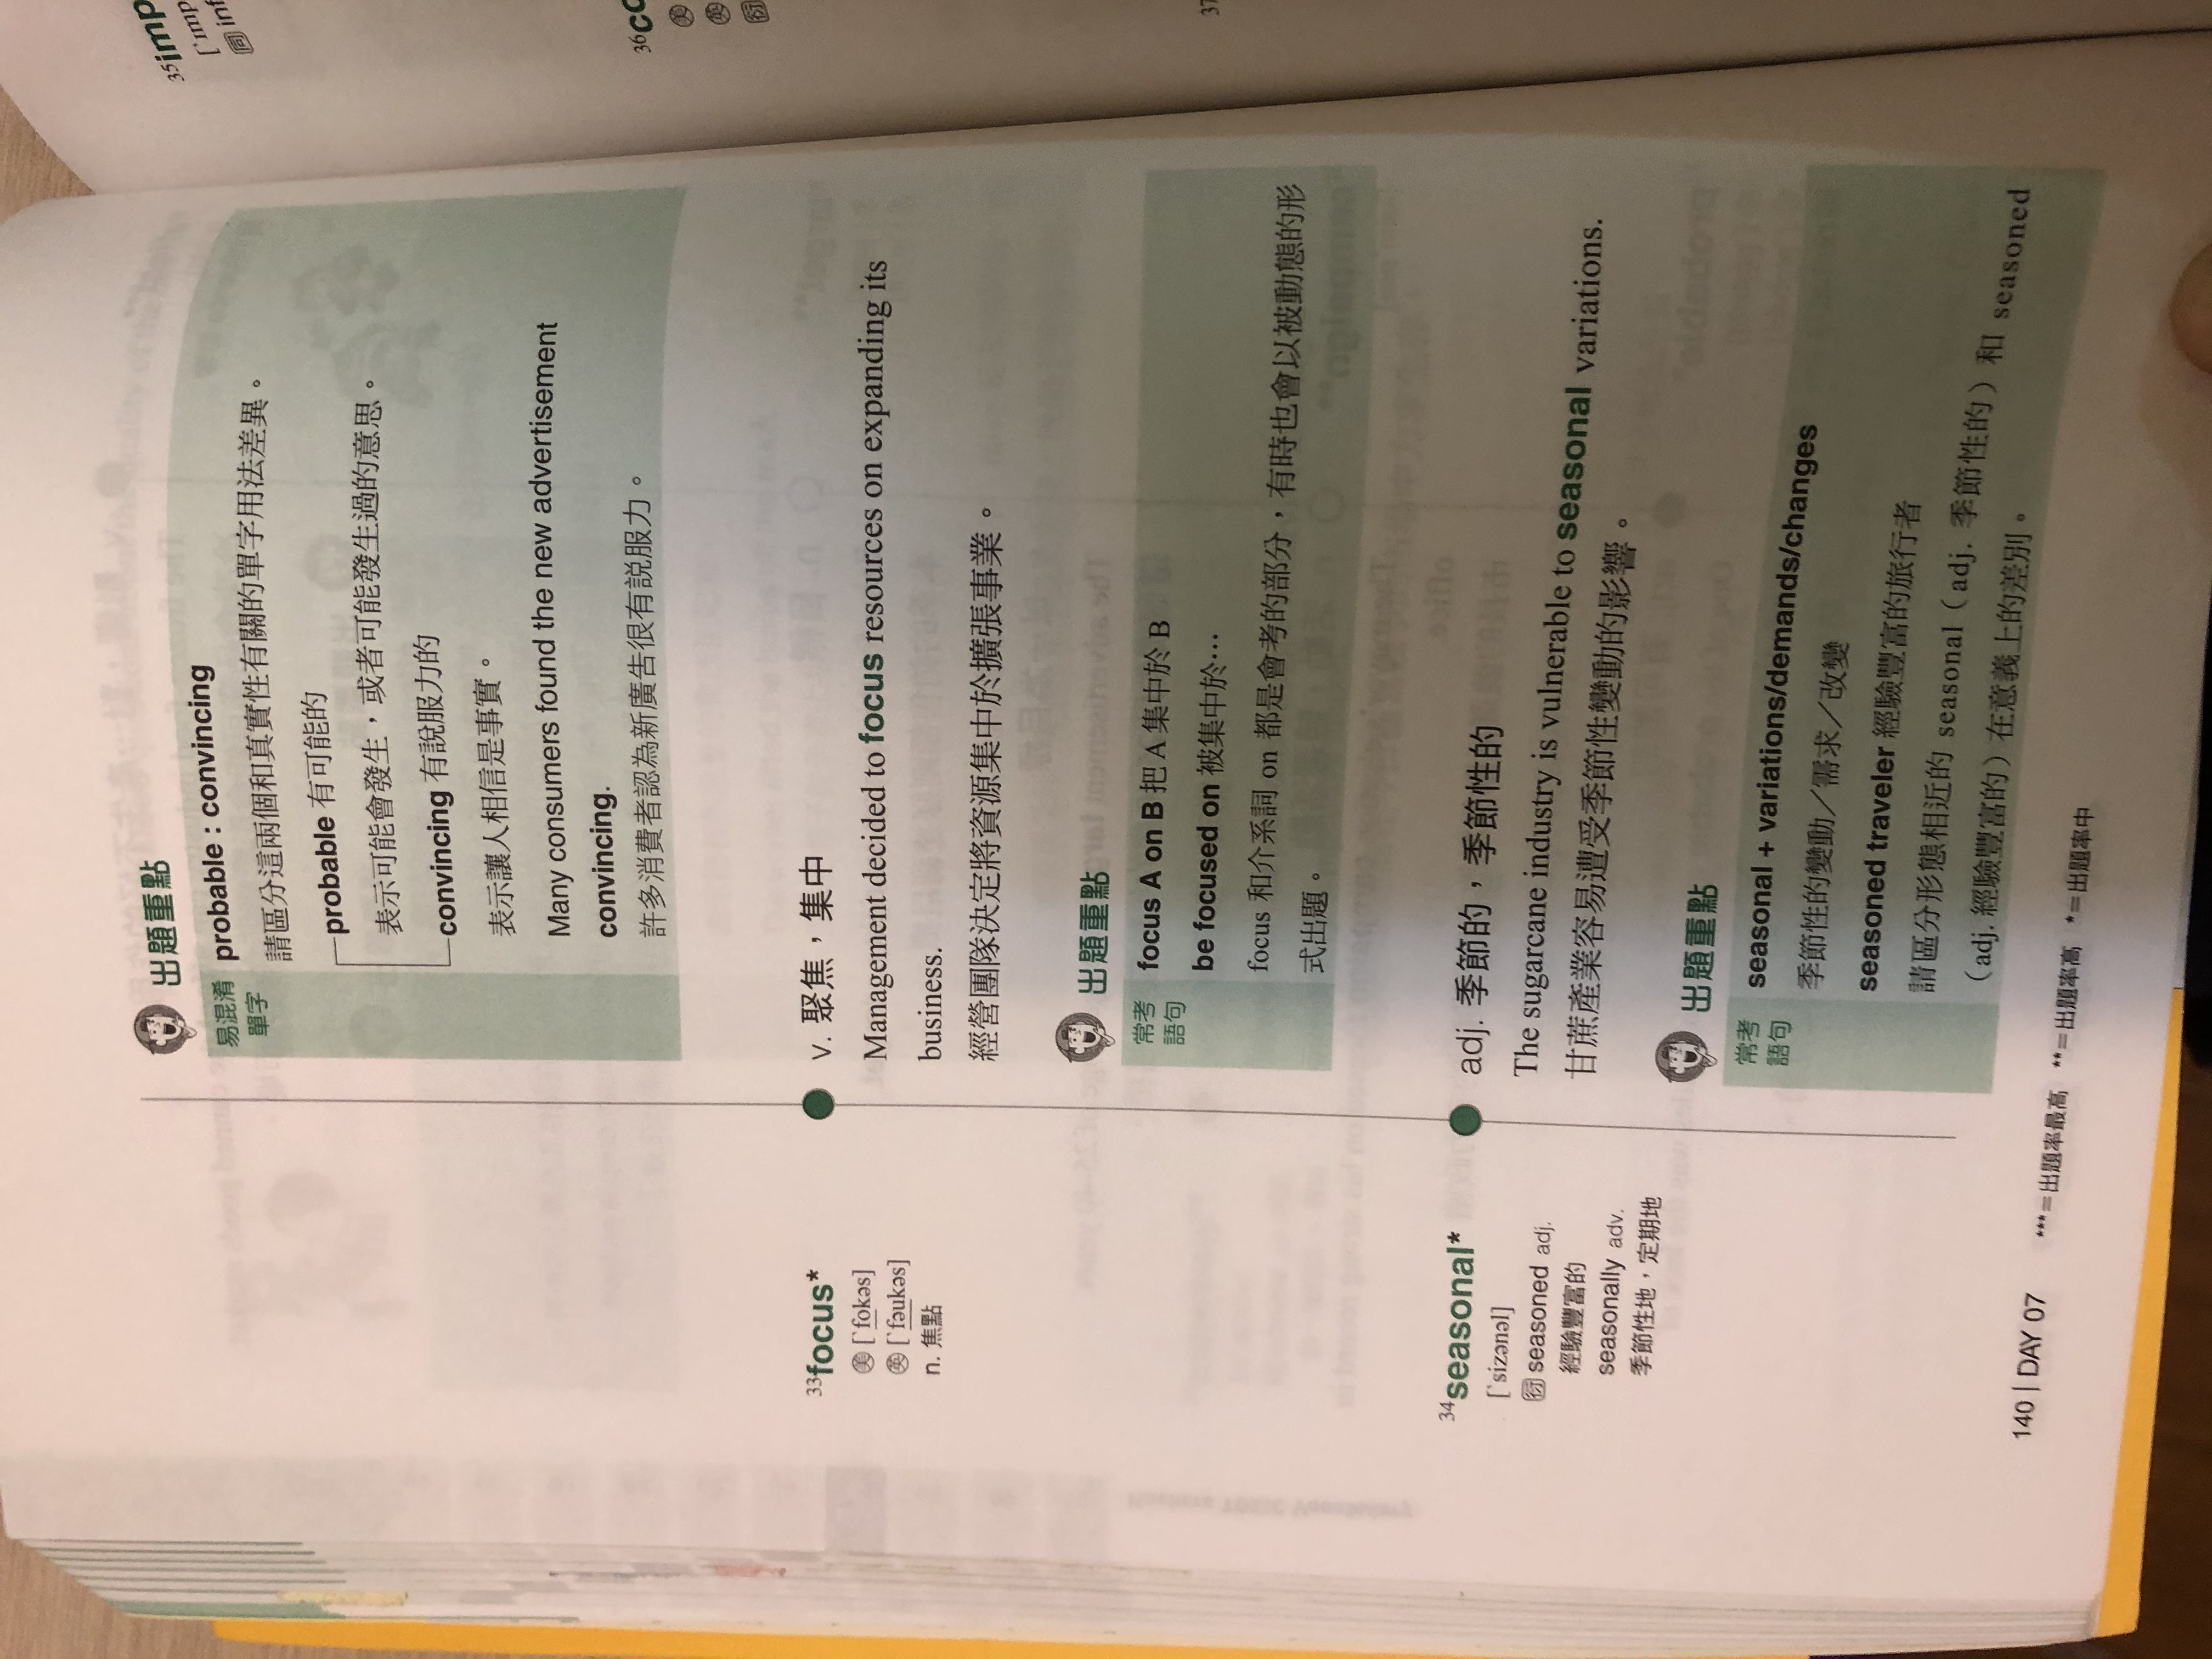 出題重點
易混淆
單字
probable : convincing
請區分這兩個和真實性有關的單字用法差異。
probable 有可能的
表示可能會發生，或者可能發生過的意思。
convincing 有說服力的
表示讓人相信是事實。
Many consumers found the new advertisement
convincing.
許多消費者認為新廣告很有說服力。
33focus*
美 [ˋfokəs]
英 [ˋfəukəs]
n. 焦點
v. 聚焦，集中
Management decided to focus resources on expanding its
business.
經營團隊決定將資源集中於擴張事業。
出題重點
常考
語句
focus A on B 把 A 集中於 B
be focused on 被集中於…
focus 和介系詞 on 都是會考的部分，有時也會以被動態的形
式出題。
34seasonal*
[ˋsizənəl]
衍 seasoned adj.
經驗豐富的
seasonally adv.
季節性地，定期地
adj. 季節的，季節性的
The sugarcane industry is vulnerable to seasonal variations.
甘蔗產業容易遭受季節性變動的影響。
出題重點
常考
語句
seasonal + variations/demands/changes
季節性的變動／需求／改變
seasoned traveler 經驗豐富的旅行者
請區分形態相近的 seasonal（adj. 季節性的）和 seasoned
（adj. 經驗豐富的）在意義上的差別。
140 | DAY 07
***＝出題率最高 **＝出題率高 *＝出題率中
35imp
[ˋɪmp
同 inf
36co
美
英
衍
37